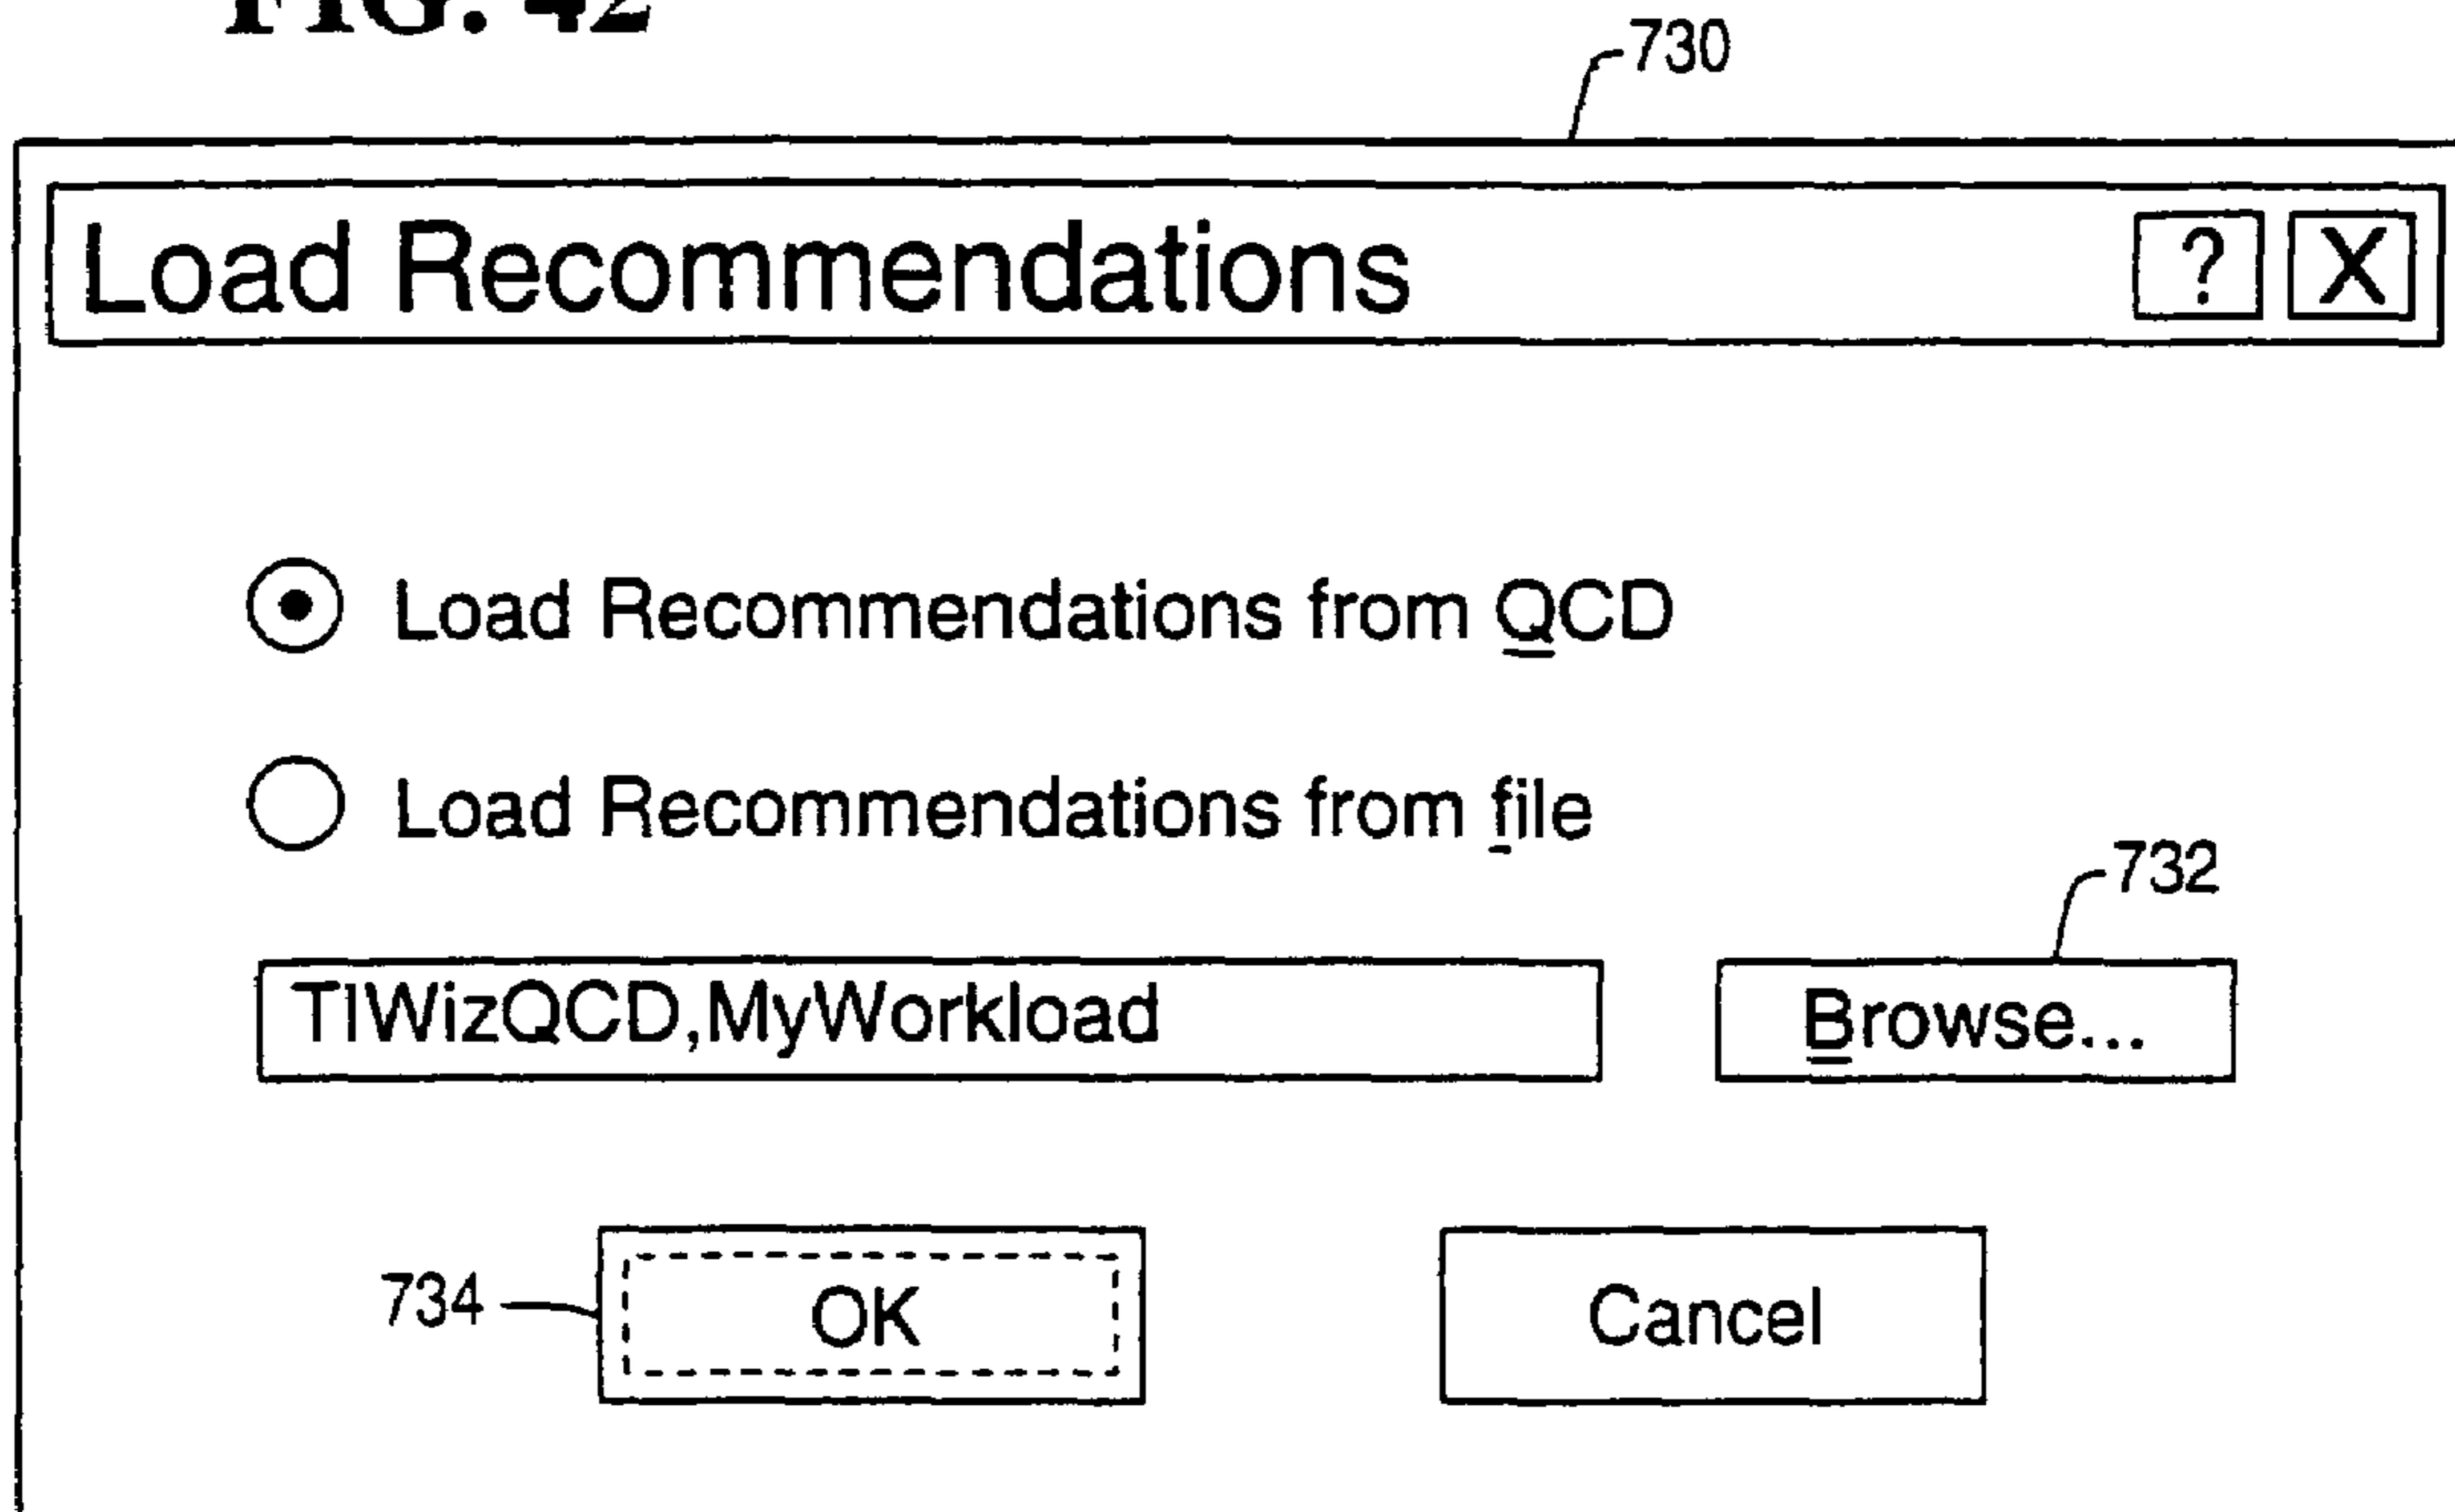 FIG. 42
730
Load Recommendations ? X
Load Recommendations from QCD
Load Recommendations from file
732
TIWizQCD,MyWorkload Browse...
734 OK Cancel